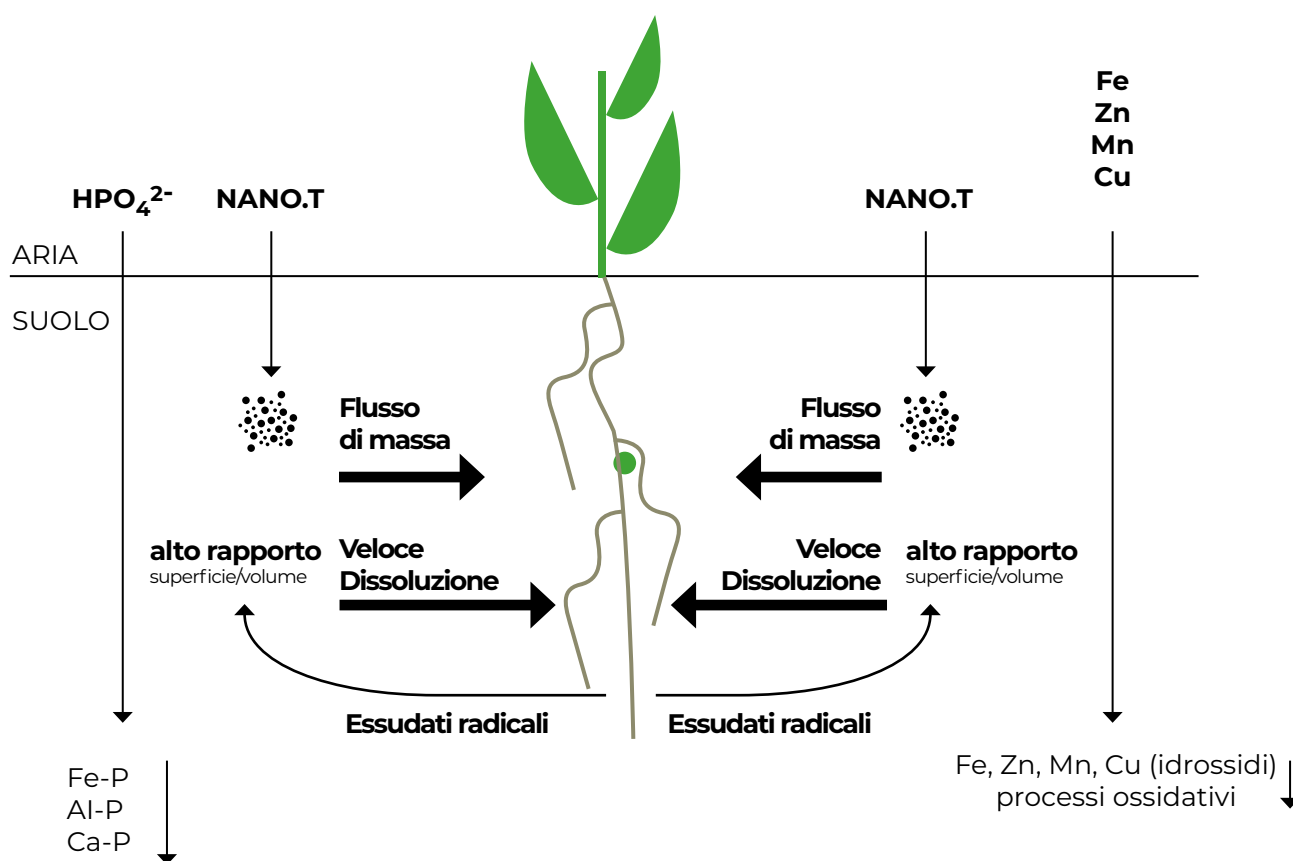 Fe
Zn
Mn
Cu
HPO₄²⁻ NANO.T NANO.T
ARIA
SUOLO
Flusso
di massa
Flusso
di massa
alto rapporto
superficie/volume
Veloce
Dissoluzione
Veloce
Dissoluzione
alto rapporto
superficie/volume
Essudati radicali Essudati radicali
Fe-P
Al-P
Ca-P
Fe, Zn, Mn, Cu (idrossidi)
processi ossidativi